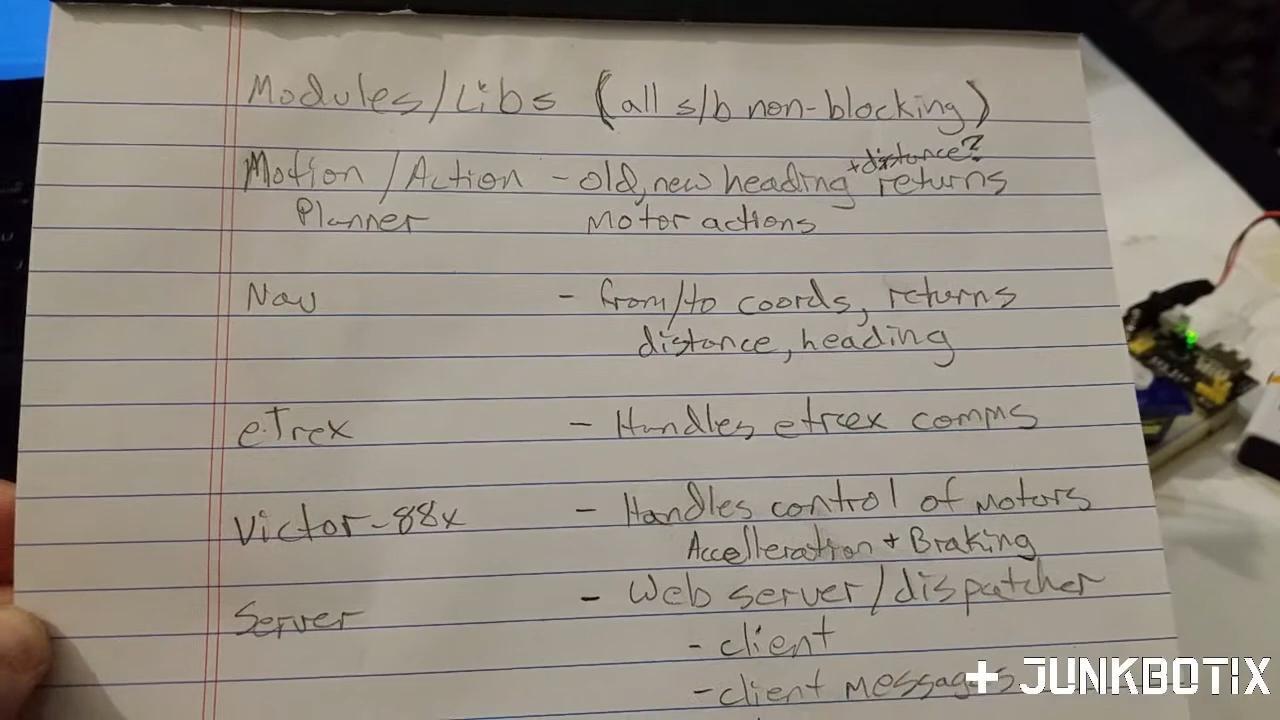 Modules/Libs (all s/b non-blocking)
Motion/Action - old, new heading +distance? returns
Planner motor actions
Nav - from/to coords, returns
distance, heading
eTrex - Handles etrex comms
Victor-88x - Handles control of motors
Accelleration + Braking
Server - Web server/dispatcher
- client
- client messages
+ JUNKBOTIX